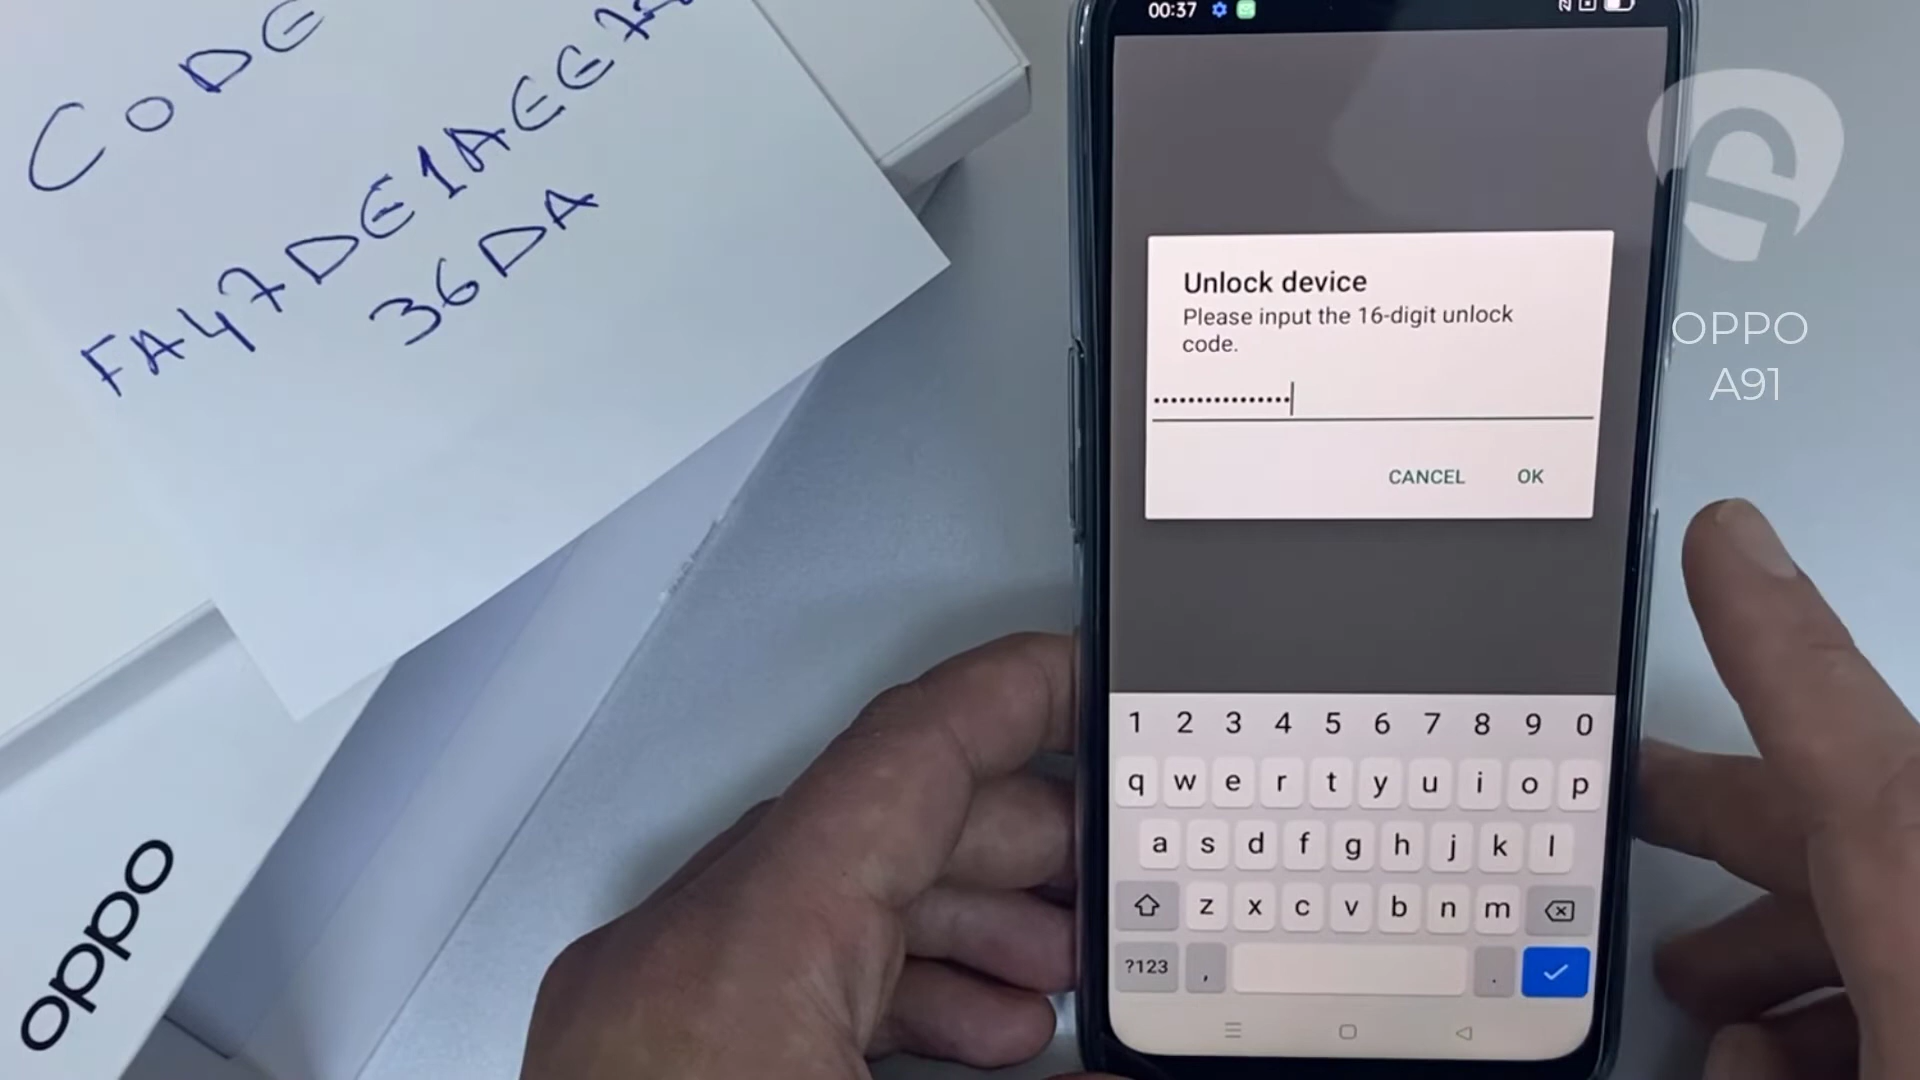 CODE
FA47DE1AEE
36DA
oppo
00:37
Unlock device
Please input the 16-digit unlock
code.
CANCEL OK
1 2 3 4 5 6 7 8 9 0
q w e r t y u i o p
a s d f g h j k l
z x c v b n m
?123 , .
OPPO
A91